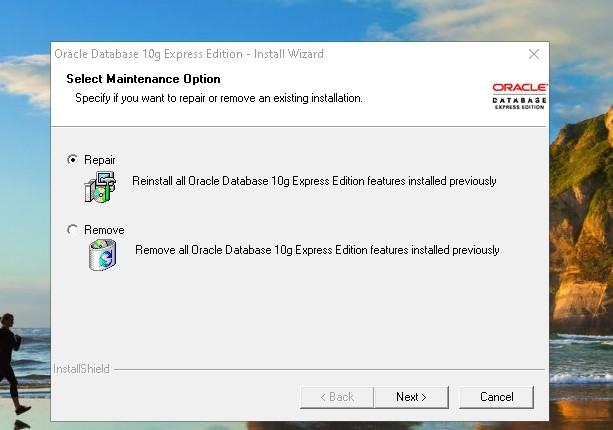 Oracle Database 10g Express Edition - Install Wizard
Select Maintenance Option
Specify if you want to repair or remove an existing installation.
ORACLE
DATABASE
EXPRESS EDITION
Repair
Reinstall all Oracle Database 10g Express Edition features installed previously
Remove
Remove all Oracle Database 10g Express Edition features installed previously
InstallShield
< Back
Next >
Cancel